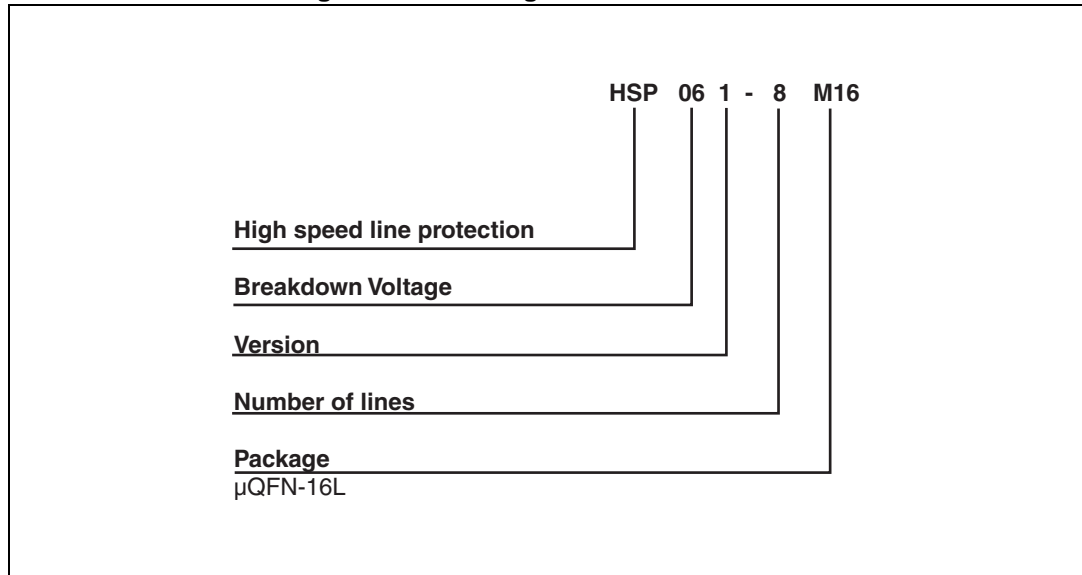 HSP 06 1 - 8 M16
High speed line protection
Breakdown Voltage
Version
Number of lines
Package
µQFN-16L